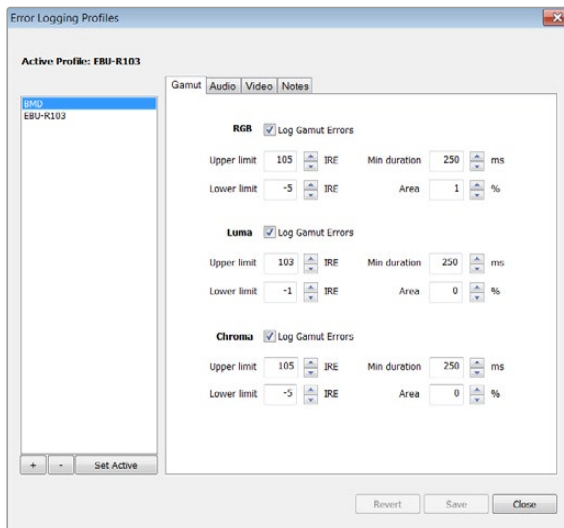 Error Logging Profiles
Active Profile: EBU-R103
BMD
EBU-R103
+ - Set Active
Gamut Audio Video Notes
RGB Log Gamut Errors
Upper limit 105 IRE Min duration 250 ms
Lower limit -5 IRE Area 1 %
Luma Log Gamut Errors
Upper limit 103 IRE Min duration 250 ms
Lower limit -1 IRE Area 0 %
Chroma Log Gamut Errors
Upper limit 105 IRE Min duration 250 ms
Lower limit -5 IRE Area 0 %
Revert Save Close